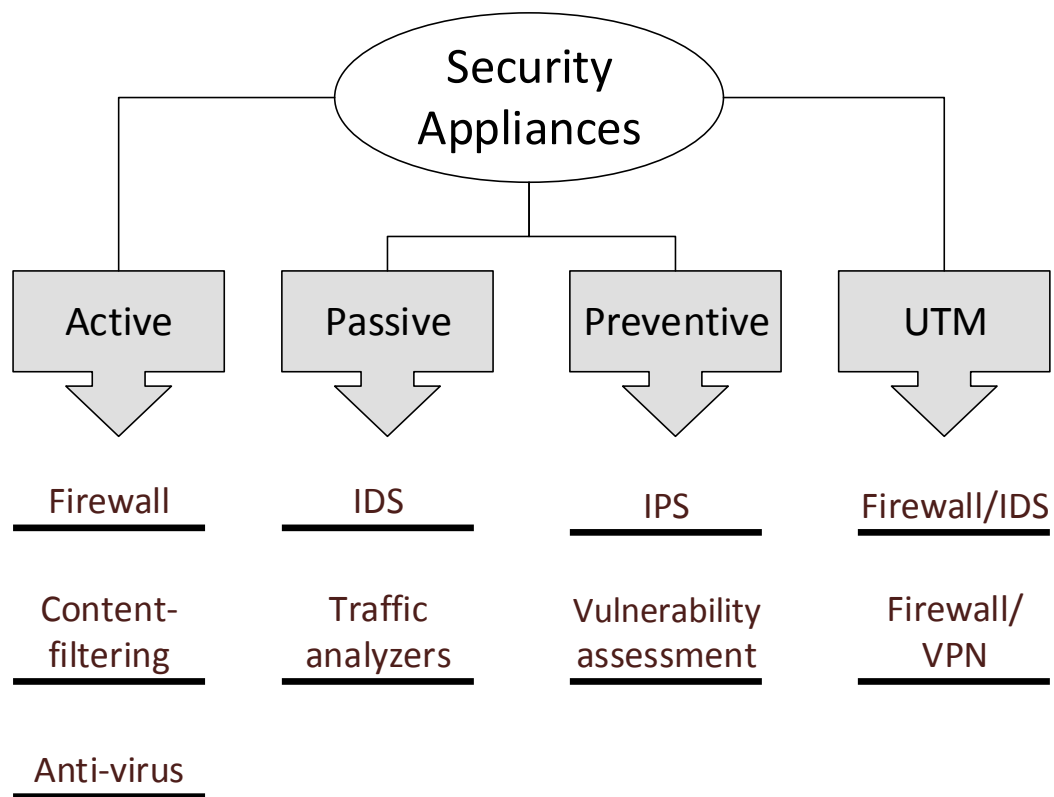 Security
Appliances
Active
Passive
Preventive
UTM
Firewall
IDS
IPS
Firewall/IDS
Content-
filtering
Traffic
analyzers
Vulnerability
assessment
Firewall/
VPN
Anti-virus